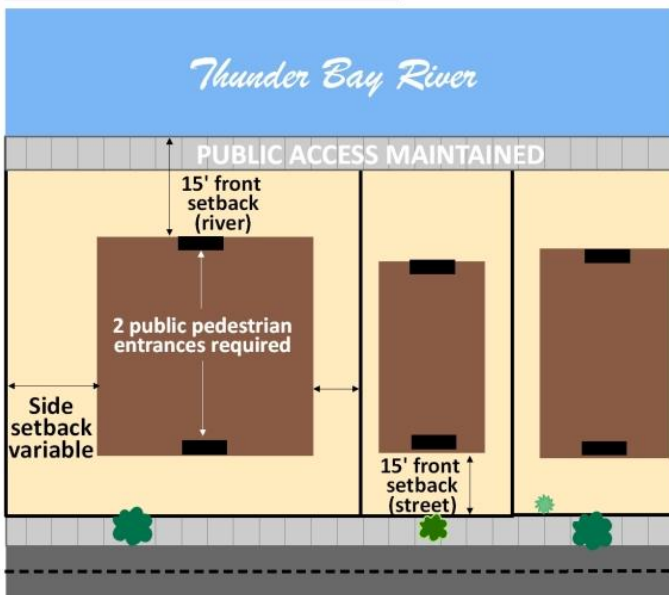 Thunder Bay River
PUBLIC ACCESS MAINTAINED
15' front
setback
(river)
2 public pedestrian
entrances required
Side
setback
variable
15' front
setback
(street)